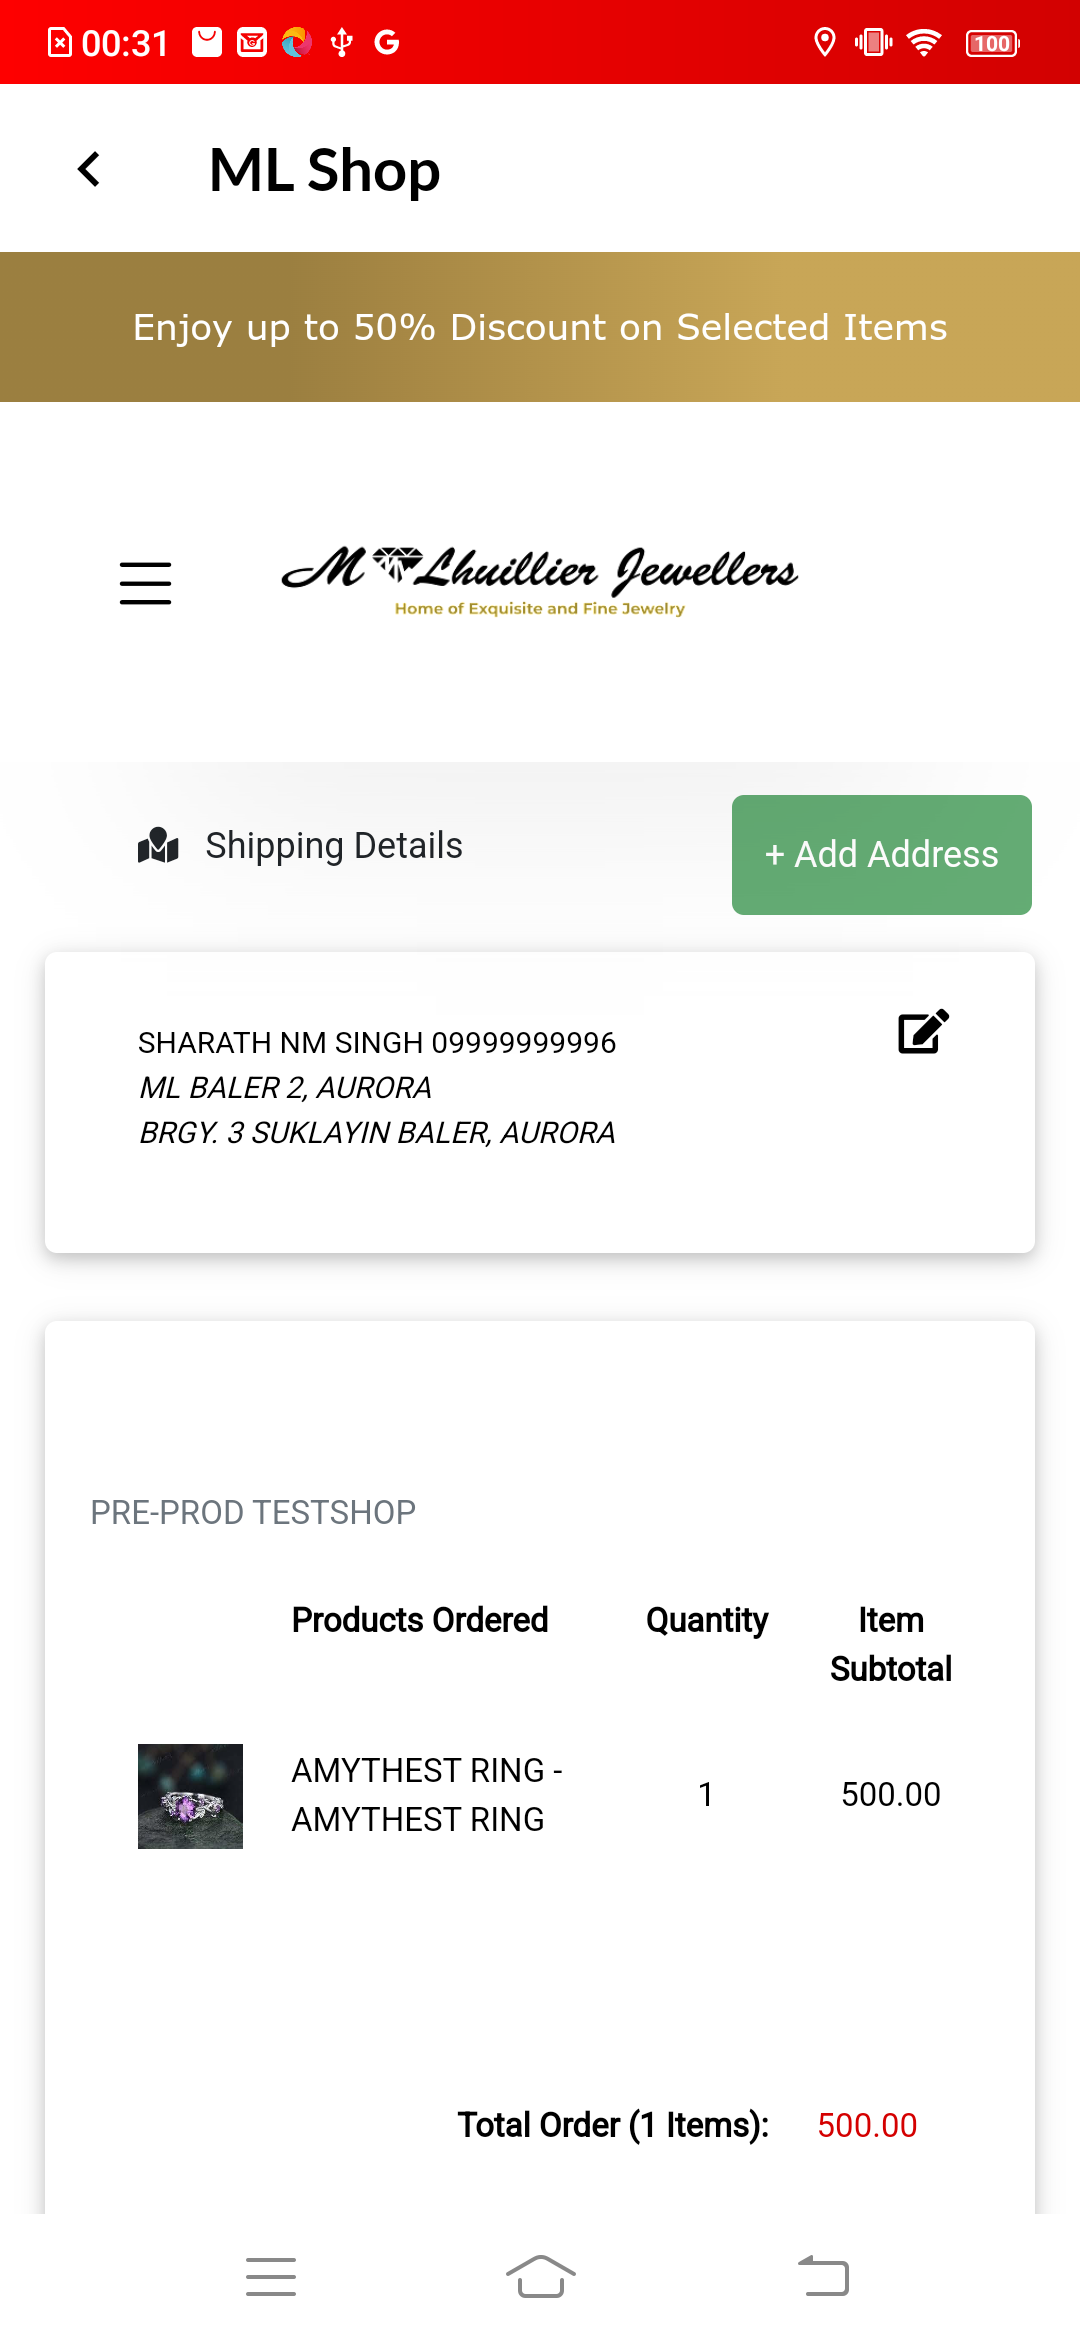 00:31
100
ML Shop
Enjoy up to 50% Discount on Selected Items
M Lhuillier Jewellers
Home of Exquisite and Fine Jewelry
Shipping Details
+ Add Address
SHARATH NM SINGH 09999999996
ML BALER 2, AURORA
BRGY. 3 SUKLAYIN BALER, AURORA
PRE-PROD TESTSHOP
Products Ordered Quantity Item
Subtotal
AMYTHEST RING -
AMYTHEST RING
1 500.00
Total Order (1 Items): 500.00